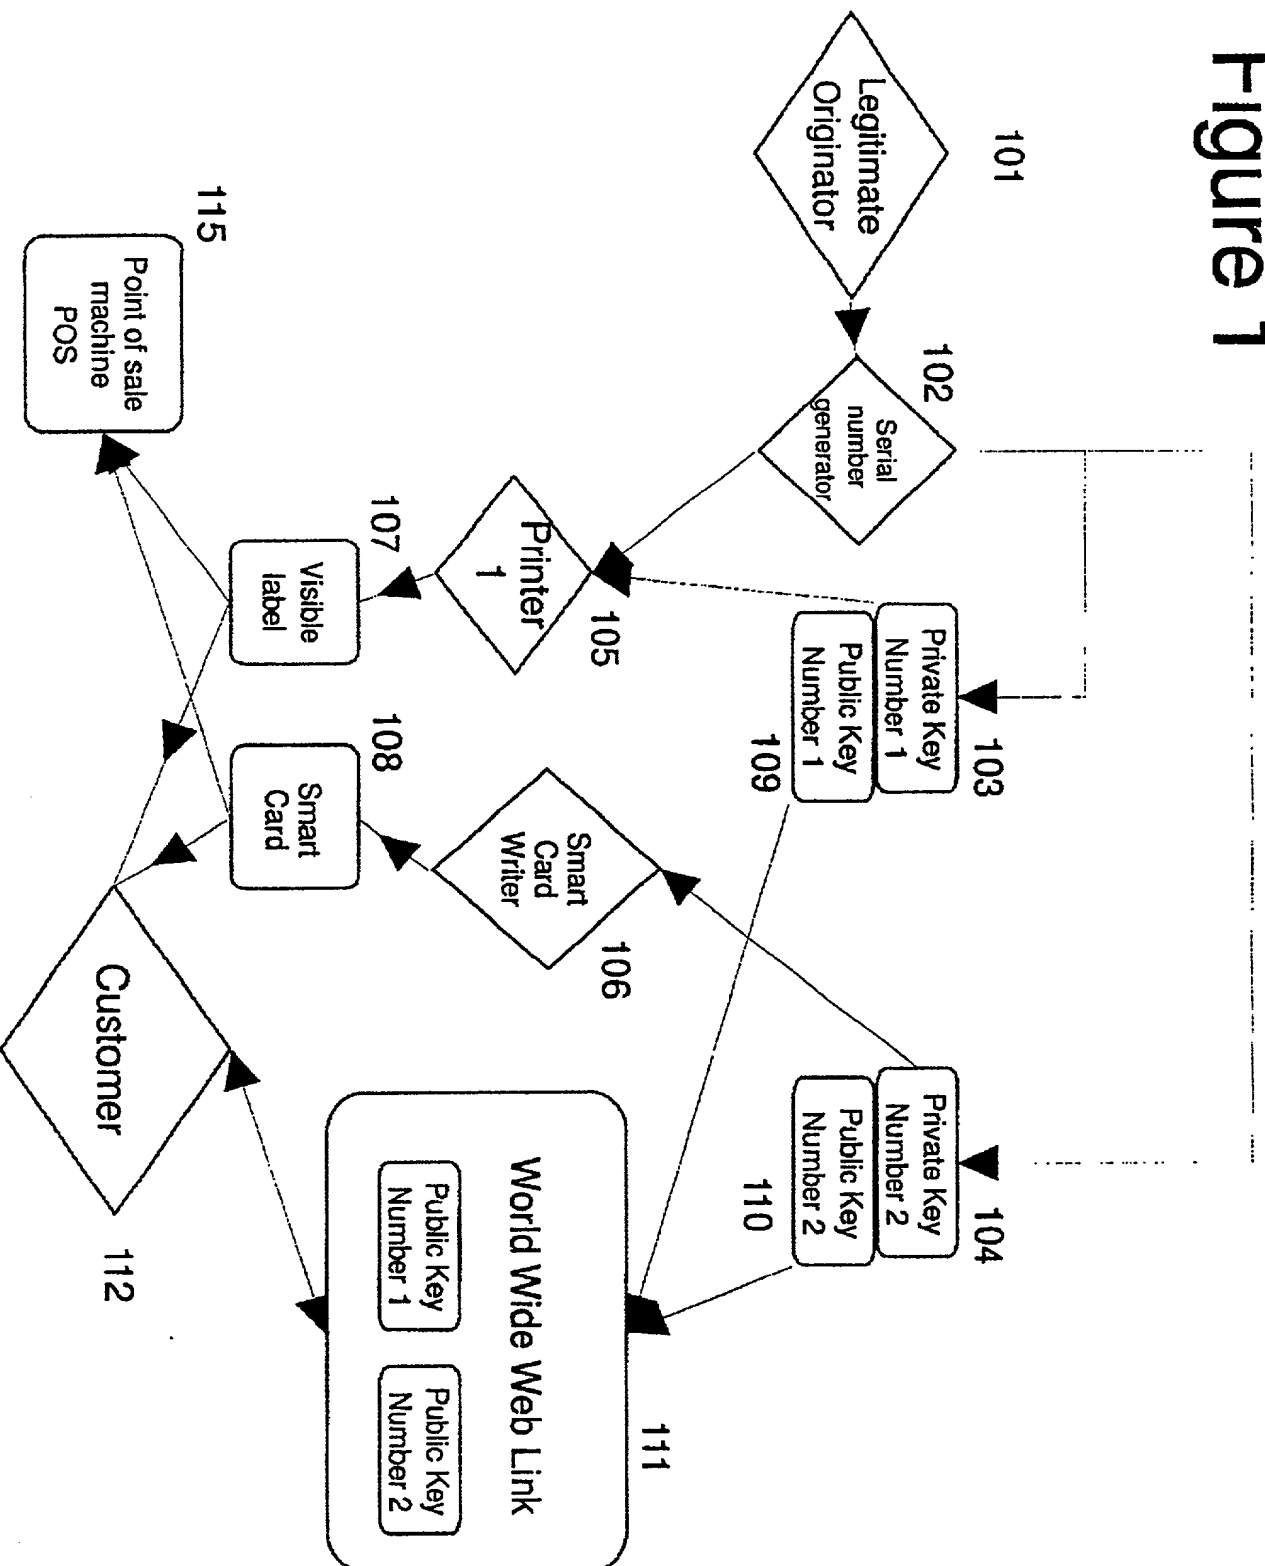 Figure 1
101
Legitimate
Originator
102
Serial
number
generator
103
Private Key
Number 1
Public Key
Number 1
109
104
Private Key
Number 2
Public Key
Number 2
110
Printer
1
105
Smart
Card
Writer
106
107
Visible
label
108
Smart
Card
111
World Wide Web Link
Public Key
Number 1
Public Key
Number 2
115
Point of sale
machine
POS
Customer
112